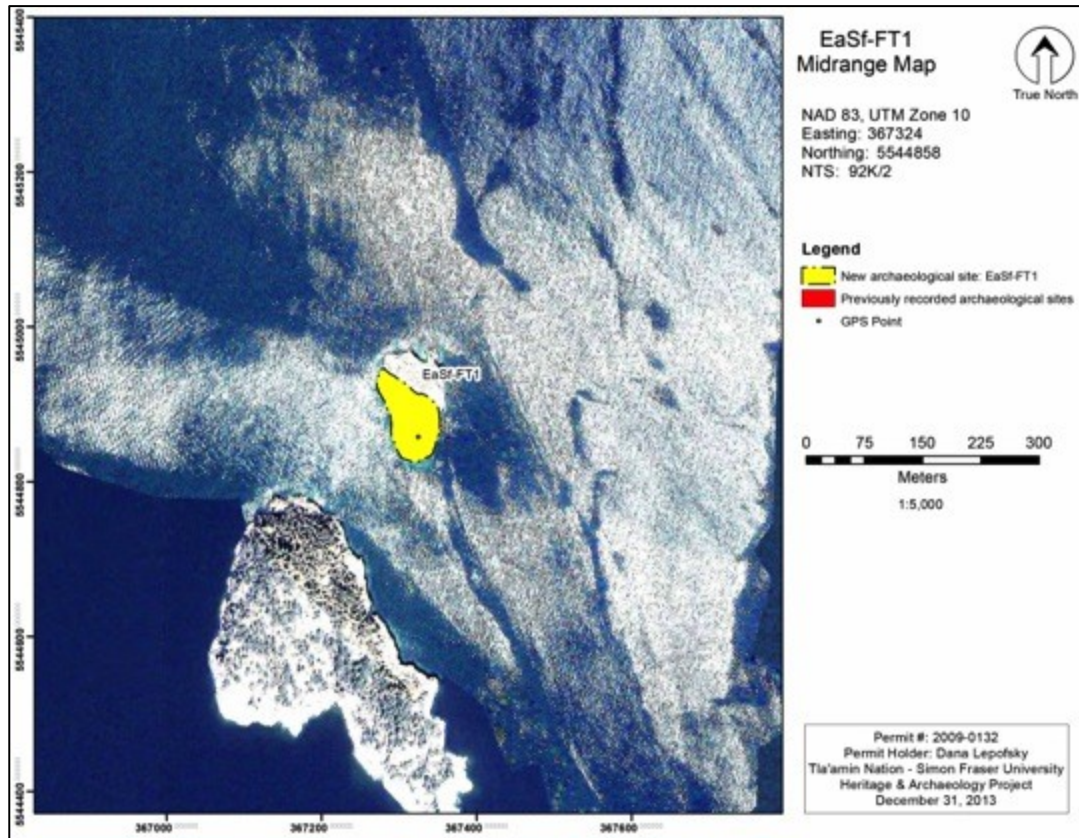 EaSf-FT1
Midrange Map
True North
NAD 83, UTM Zone 10
Easting: 367324
Northing: 5544858
NTS: 92K/2
Legend
New archaeological site: EaSf-FT1
Previously recorded archaeological sites
GPS Point
0 75 150 225 300
Meters
1:5,000
Permit #: 2009-0132
Permit Holder: Dana Lepofsky
Tla'amin Nation - Simon Fraser University
Heritage & Archaeology Project
December 31, 2013
EaSf-FT1
5545400
5545200
5545000
5544800
5544600
5544400
367000
367200
367400
367600